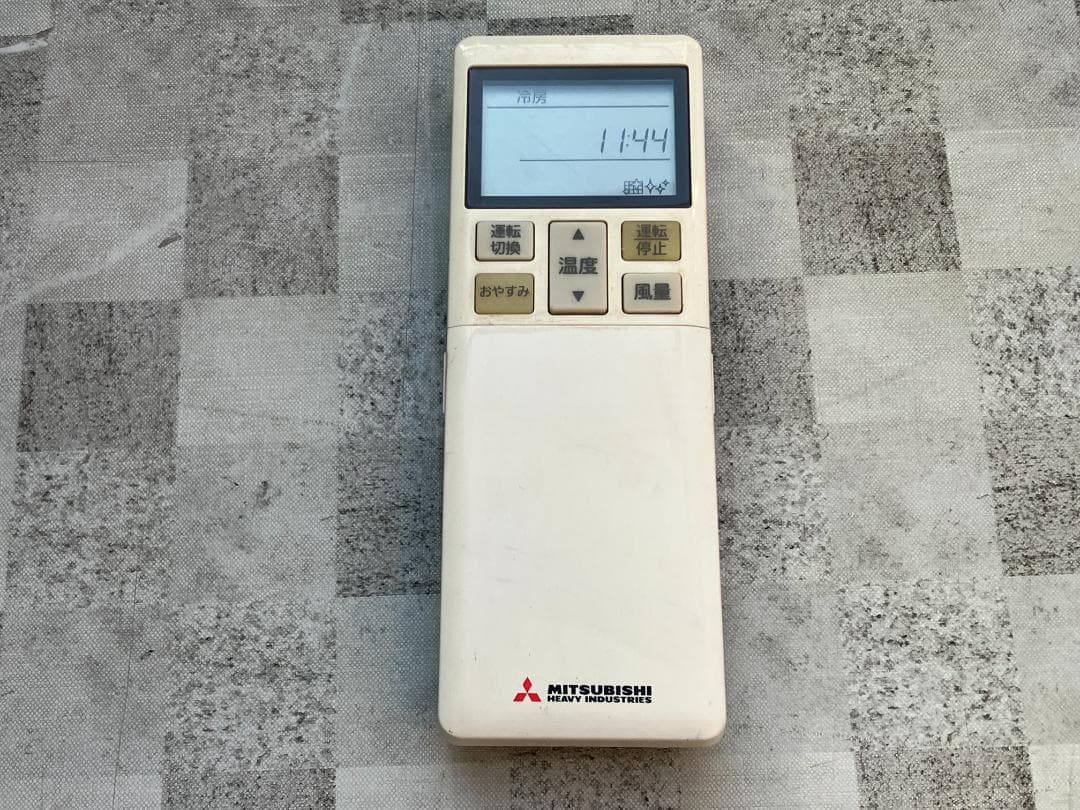 冷房
11:44
運転
切換
温度
運転
停止
おやすみ
風量
MITSUBISHI
HEAVY INDUSTRIES